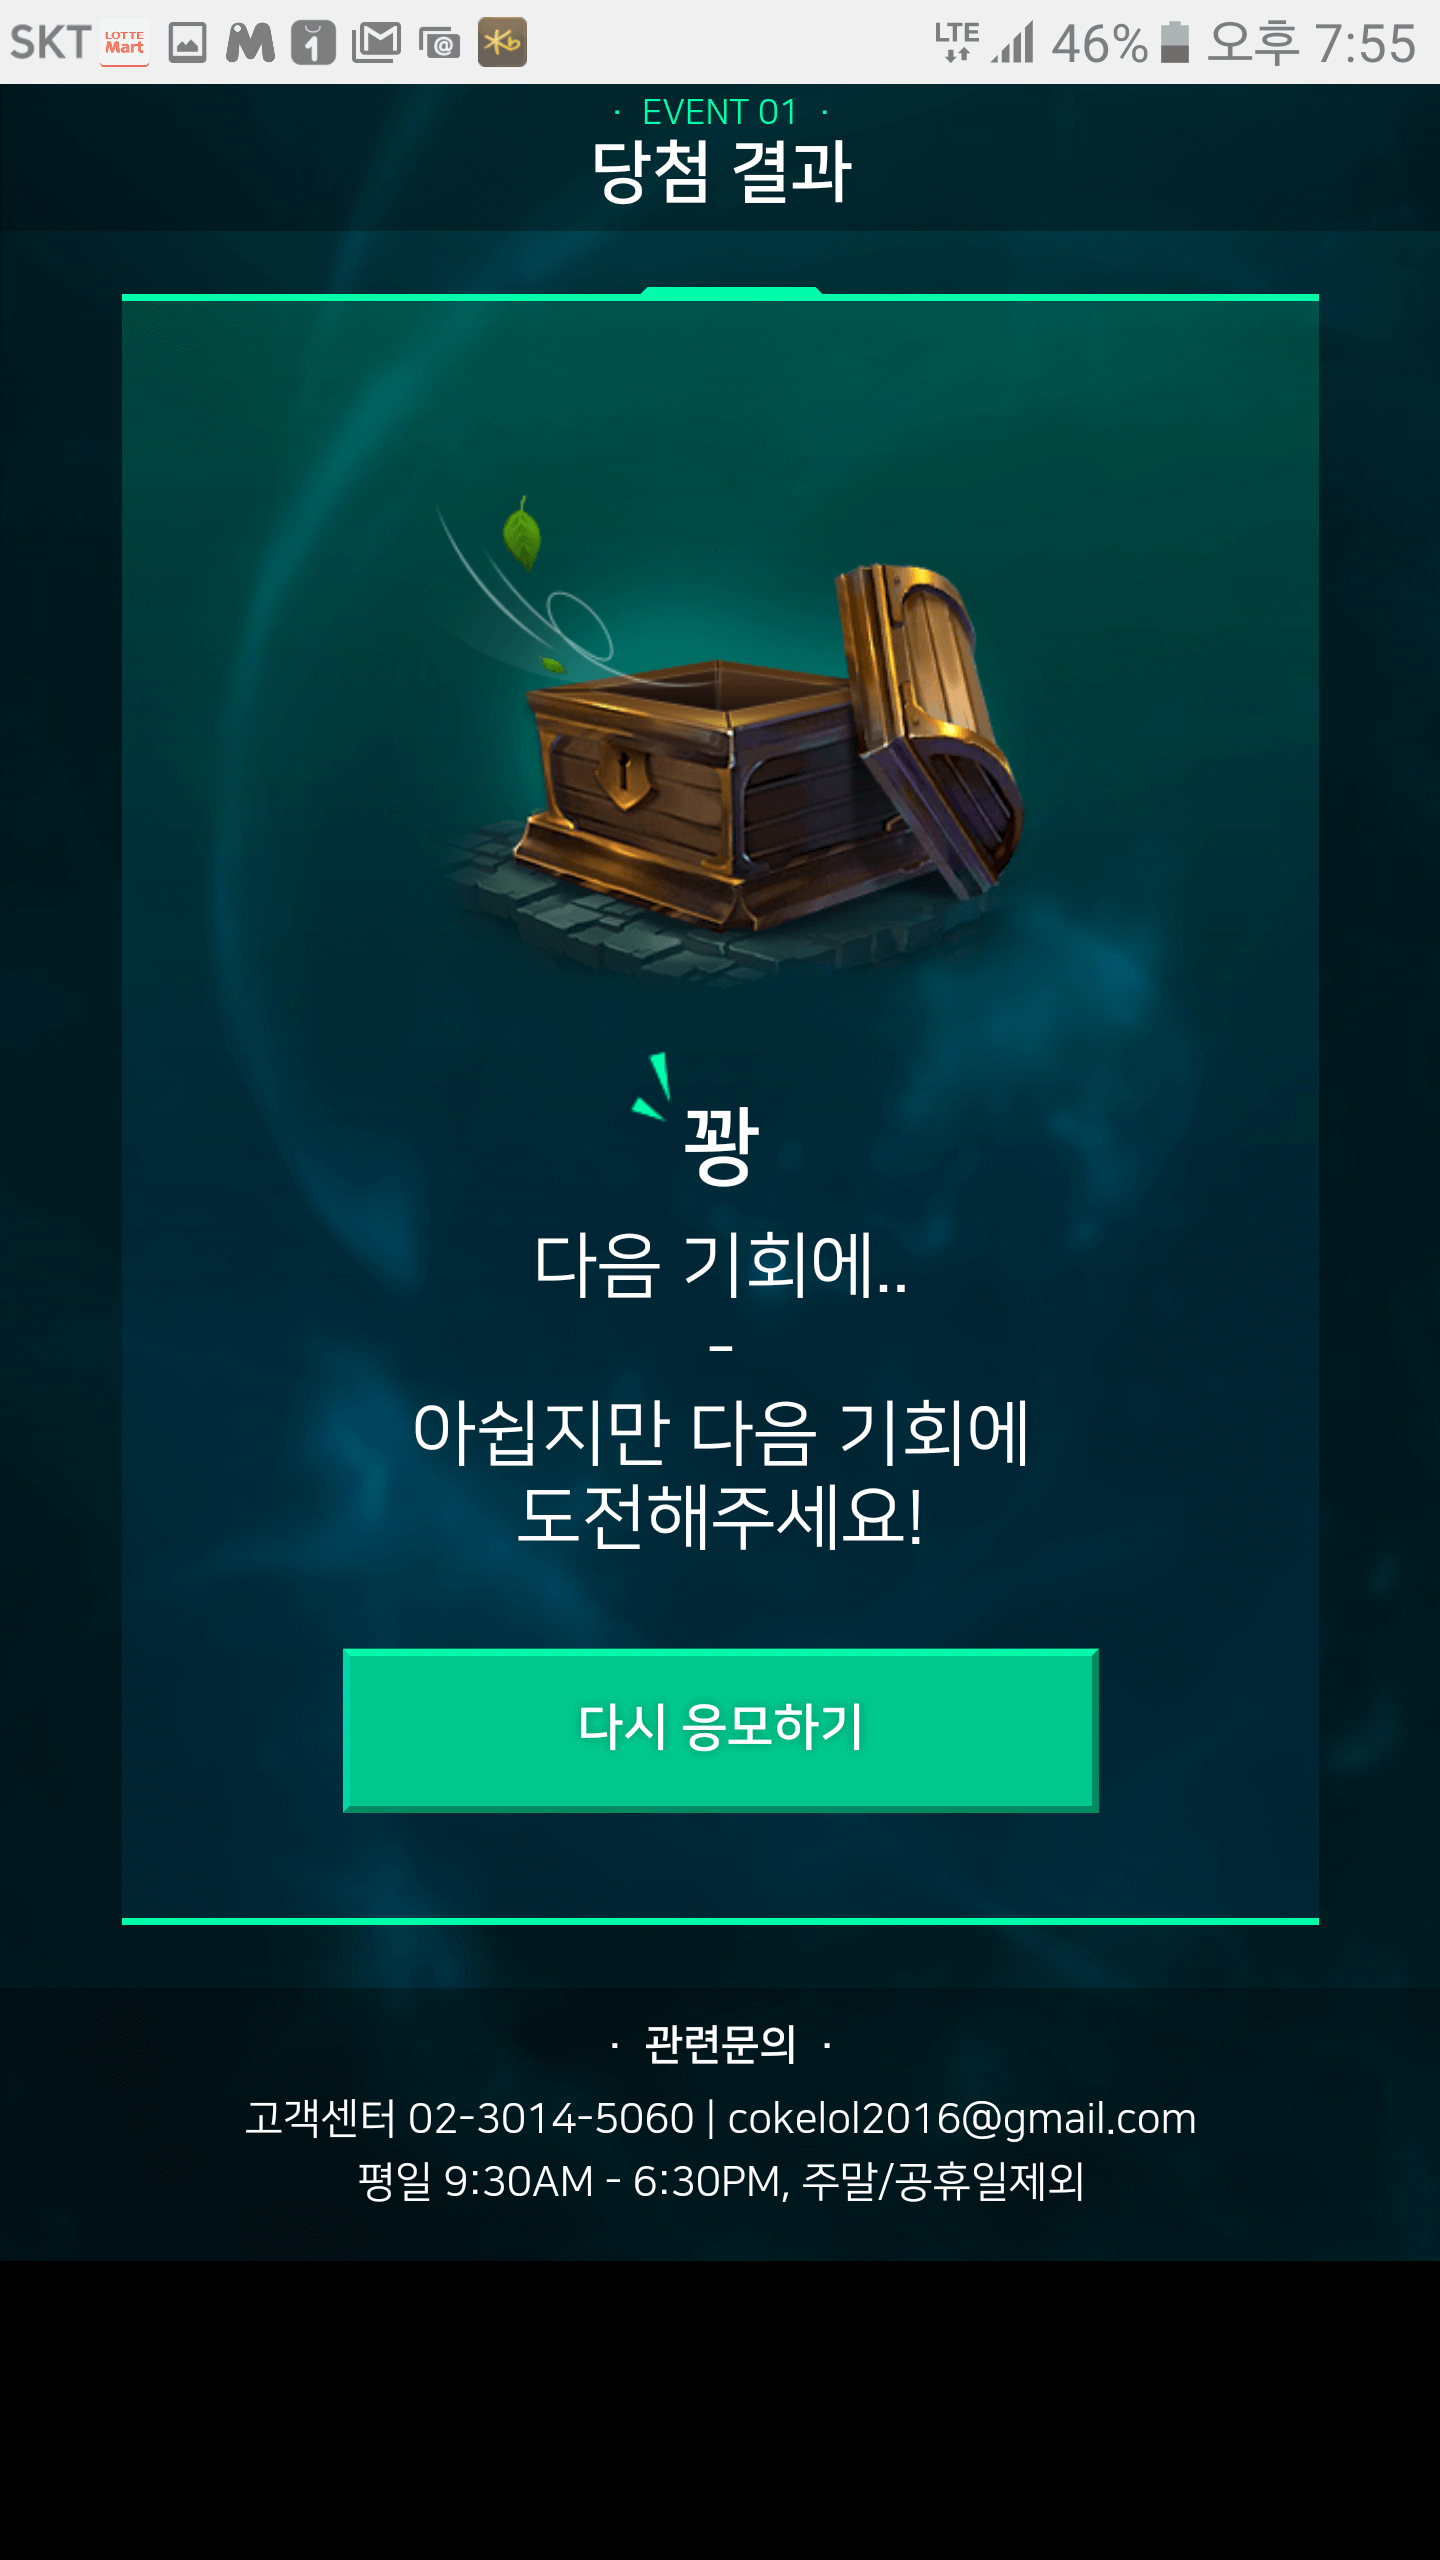 SKT LOTTE Mart M 1 @ LTE 46% 오후 7:55
· EVENT 01 ·
당첨 결과
꽝
다음 기회에..
-
아쉽지만 다음 기회에
도전해주세요!
다시 응모하기
· 관련문의 ·
고객센터 02-3014-5060 | cokelol2016@gmail.com
평일 9:30AM - 6:30PM, 주말/공휴일제외